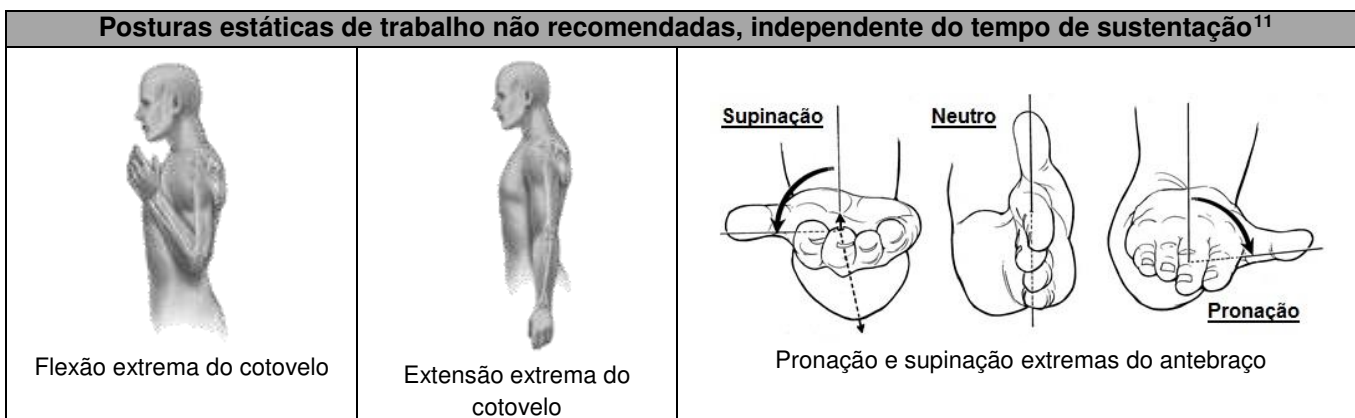 Posturas estáticas de trabalho não recomendadas, independente do tempo de sustentação¹¹
Flexão extrema do cotovelo
Extensão extrema do
cotovelo
Supinação
Neutro
Pronação
Pronação e supinação extremas do antebraço